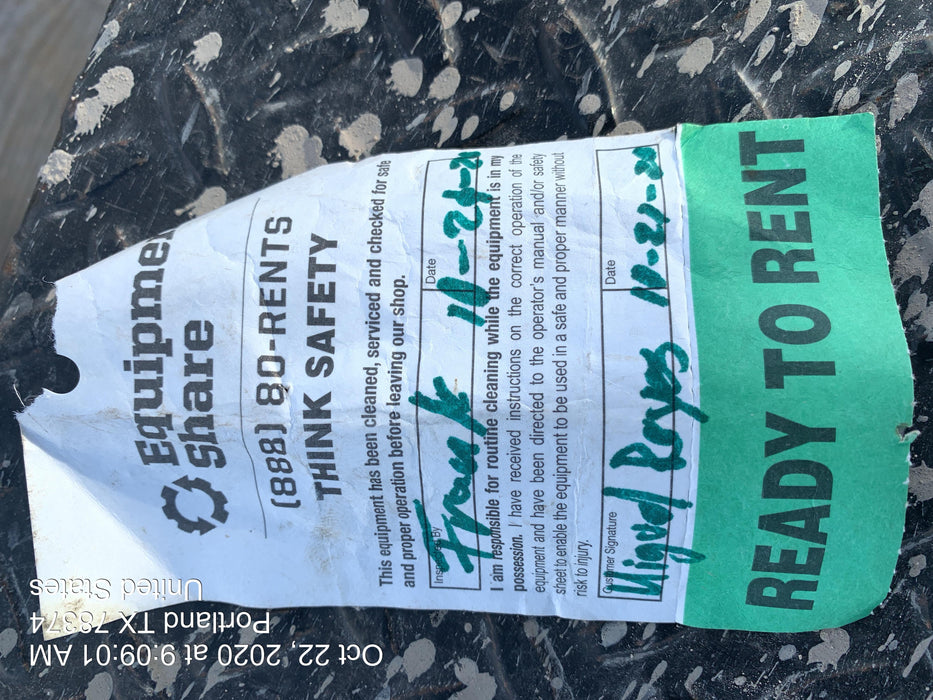 Equipme
Share
(888) 80-RENTS
THINK SAFETY
This equipment has been cleaned, serviced and checked for safe
and proper operation before leaving our shop.
Inspected By
Frank
Date
I am responsible for routine cleaning while the equipment is in my
possession. I have received instructions on the correct operation of the
equipment and have been directed to the operator's manual and/or safety
sheet to enable the equipment to be used in a safe and proper manner without
risk to injury.
Customer Signature
Miguel
Date
READY TO RENT
Oct 22, 2020 at 9:09:01 AM
Portland TX 78374
United States